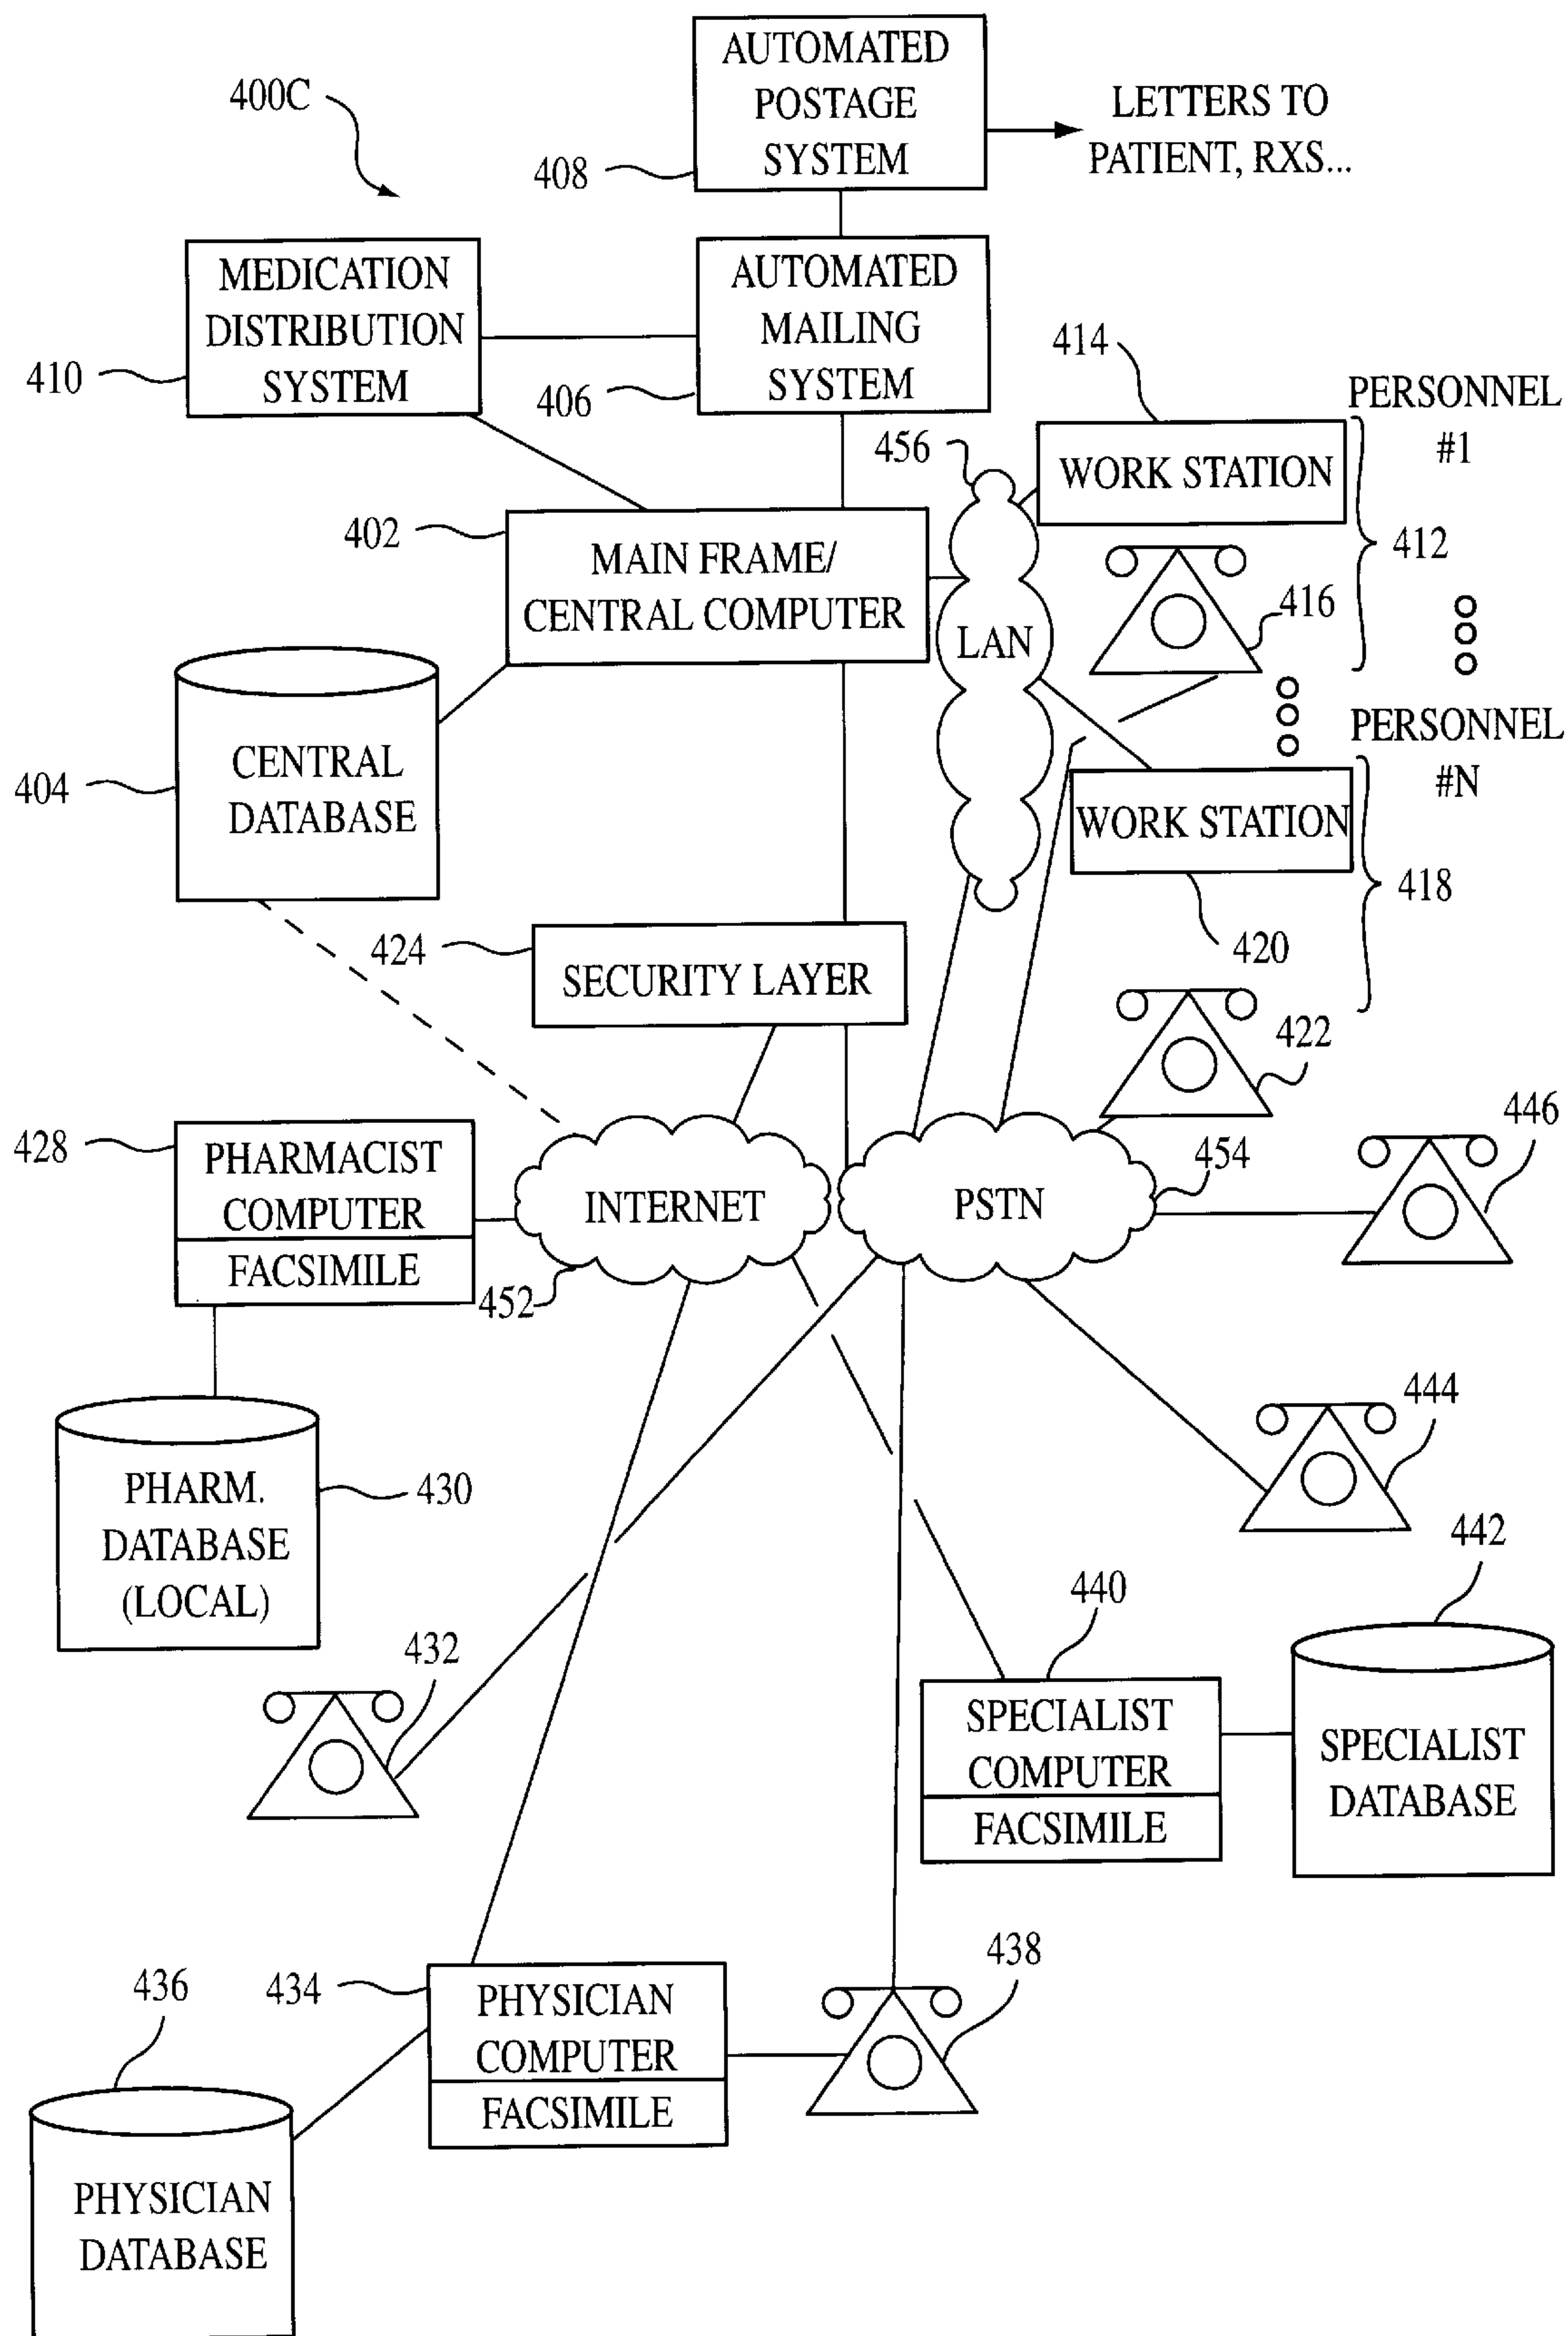 AUTOMATED
POSTAGE
SYSTEM
400C
LETTERS TO
PATIENT, RXS...
408
MEDICATION
DISTRIBUTION
SYSTEM
AUTOMATED
MAILING
SYSTEM
410
406
414
PERSONNEL
#1
456
WORK STATION
412
402
MAIN FRAME/
CENTRAL COMPUTER
LAN
416
CENTRAL
DATABASE
404
PERSONNEL
#N
WORK STATION
418
420
424
SECURITY LAYER
422
428
PHARMACIST
COMPUTER
FACSIMILE
INTERNET
452
PSTN
454
446
PHARM.
DATABASE
(LOCAL)
430
444
442
432
440
SPECIALIST
COMPUTER
FACSIMILE
SPECIALIST
DATABASE
436
434
PHYSICIAN
COMPUTER
FACSIMILE
438
PHYSICIAN
DATABASE